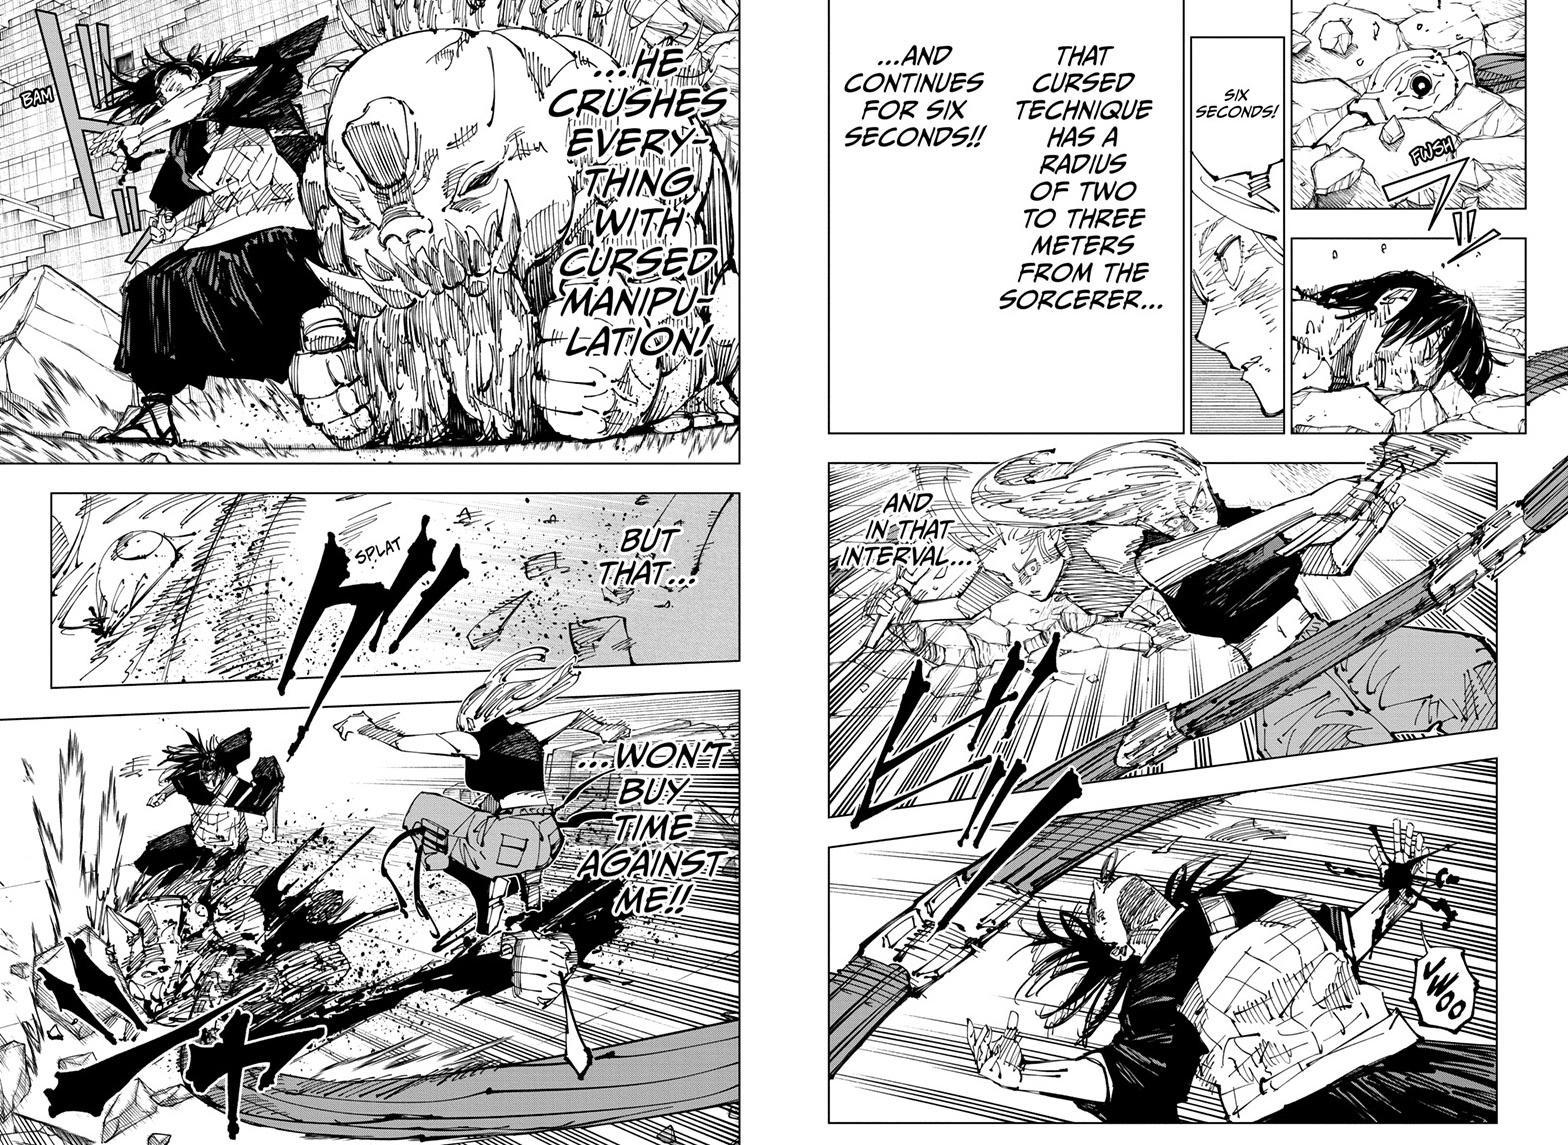 FWSH
SIX
SECONDS!
THAT
CURSED
TECHNIQUE
HAS A
RADIUS
OF TWO
TO THREE
METERS
FROM THE
SORCERER...
...AND
CONTINUES
FOR SIX
SECONDS!!
AND
IN THAT
INTERVAL...
ビッ
VWOO
...HE
CRUSHES
EVERY-
THING
WITH
CURSED
MANIPU-
LATION!
BAM
BUT
THAT...
SPLAT
...WON'T
BUY
TIME
AGAINST
ME!!